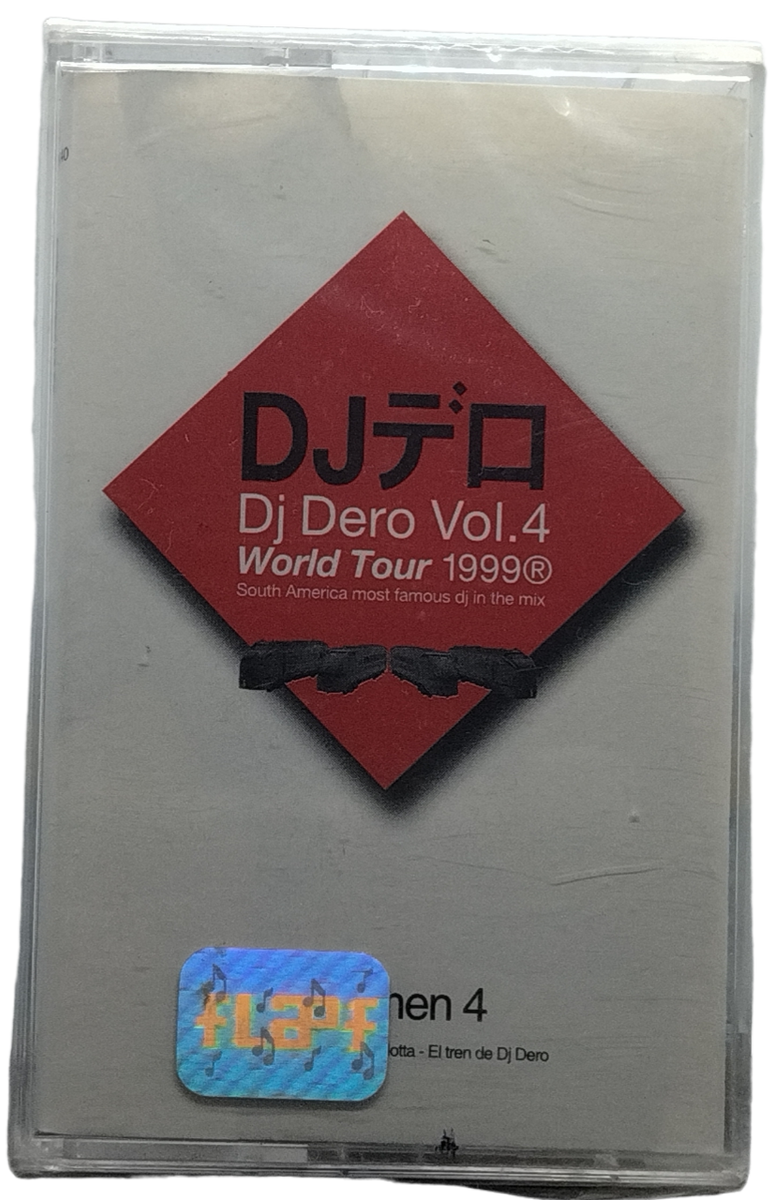 DJデロ
Dj Dero Vol.4
World Tour 1999®
South America most famous dj in the mix
flapf
men 4
otta - El tren de Dj Dero